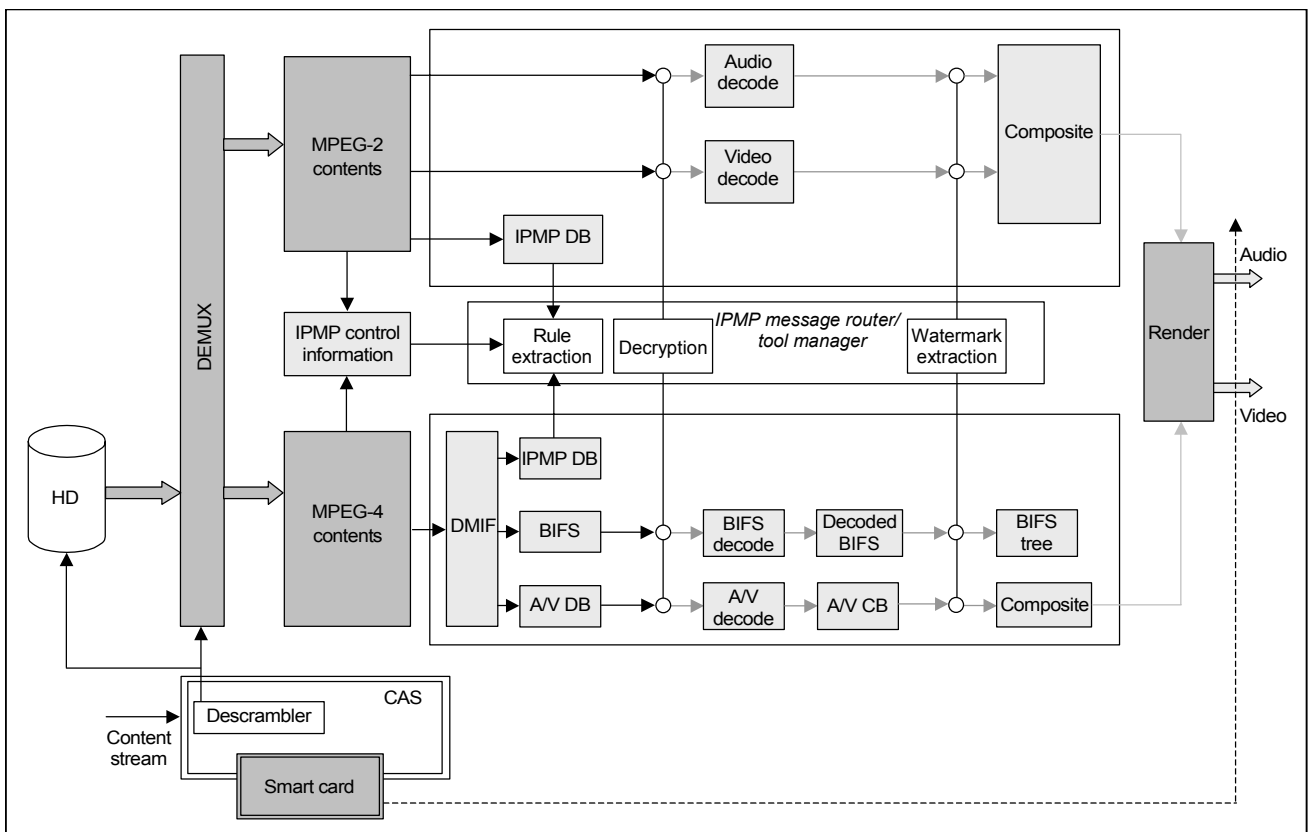 Audio
decode
MPEG-2
contents
Composite
Video
decode
IPMP DB
Audio
DEMUX
IPMP control
information
Rule
extraction
Decryption
IPMP message router/
tool manager
Watermark
extraction
Render
Video
HD
MPEG-4
contents
DMIF
IPMP DB
BIFS
BIFS
decode
Decoded
BIFS
BIFS
tree
A/V DB
A/V
decode
A/V CB
Composite
CAS
Descrambler
Content
stream
Smart card